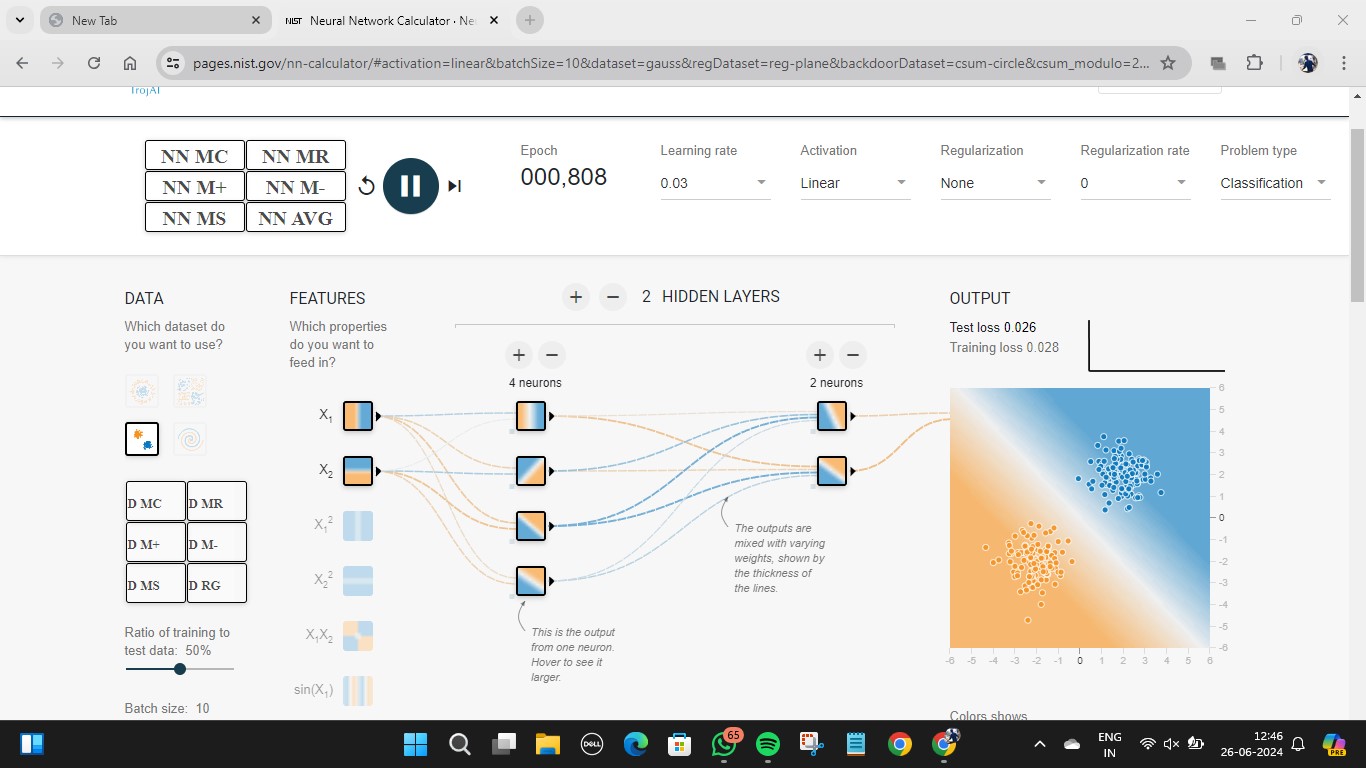 New Tab
NIST Neural Network Calculator · Ne
pages.nist.gov/nn-calculator/#activation=linear&batchSize=10&dataset=gauss&regDataset=reg-plane&backdoorDataset=csum-circle&csum_modulo=2...
TrojAI
NN MC NN MR
NN M+ NN M-
NN MS NN AVG
Epoch
000,808
Learning rate
0.03
Activation
Linear
Regularization
None
Regularization rate
0
Problem type
Classification
DATA
Which dataset do
you want to use?
D MC D MR
D M+ D M-
D MS D RG
Ratio of training to
test data: 50%
Batch size: 10
FEATURES
Which properties
do you want to
feed in?
X1
X2
X1²
X2²
X1X2
sin(X1)
+ − 2 HIDDEN LAYERS
+ −
4 neurons
+ −
2 neurons
The outputs are
mixed with varying
weights, shown by
the thickness of
the lines.
This is the output
from one neuron.
Hover to see it
larger.
OUTPUT
Test loss 0.026
Training loss 0.028
6
5
4
3
2
1
0
-1
-2
-3
-4
-5
-6
-6 -5 -4 -3 -2 -1 0 1 2 3 4 5 6
Colors shows
DELL
65
PRE
ENG
IN
12:46
26-06-2024